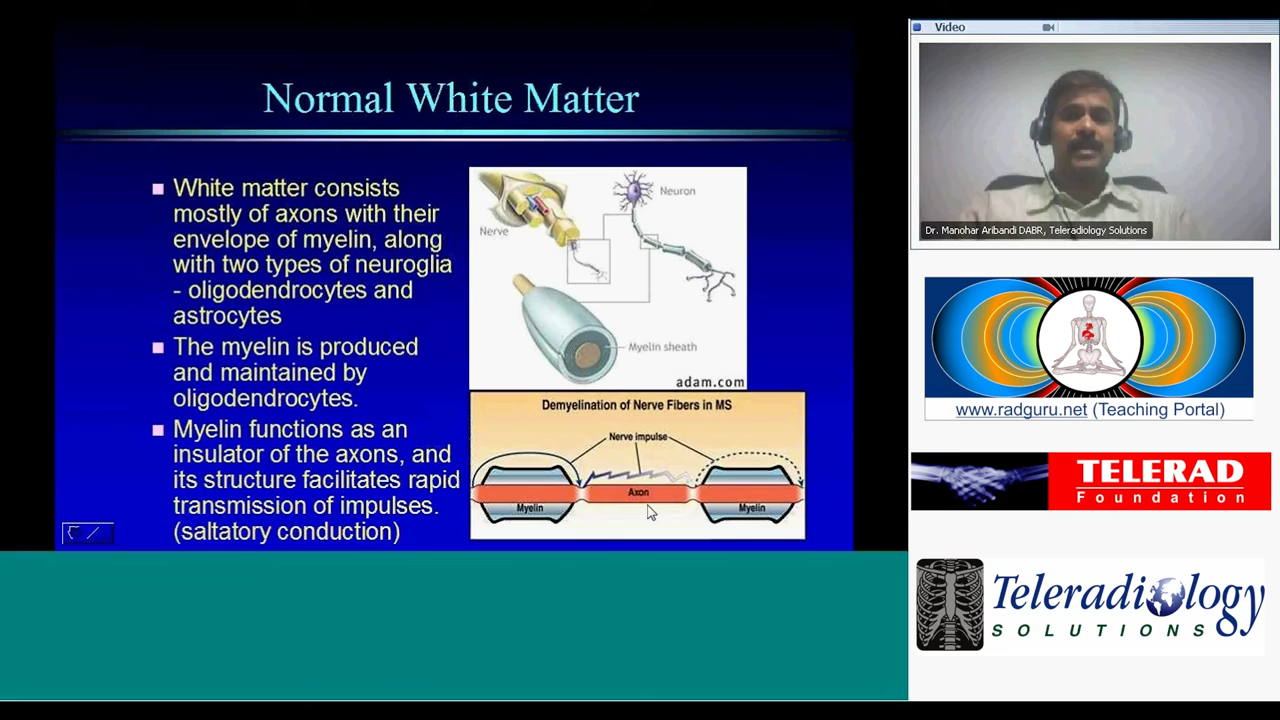 Normal White Matter
White matter consists
mostly of axons with their
envelope of myelin, along
with two types of neuroglia
- oligodendrocytes and
astrocytes
The myelin is produced
and maintained by
oligodendrocytes.
Myelin functions as an
insulator of the axons, and
its structure facilitates rapid
transmission of impulses.
(saltatory conduction)
Neuron
Nerve
Myelin sheath
adam.com
Demyelination of Nerve Fibers in MS
Nerve impulse
Axon
Myelin
Myelin
Video
Dr. Manohar Aribandi DABR, Teleradiology Solutions
www.radguru.net (Teaching Portal)
TELERAD
Foundation
Teleradiology
SOLUTIONS